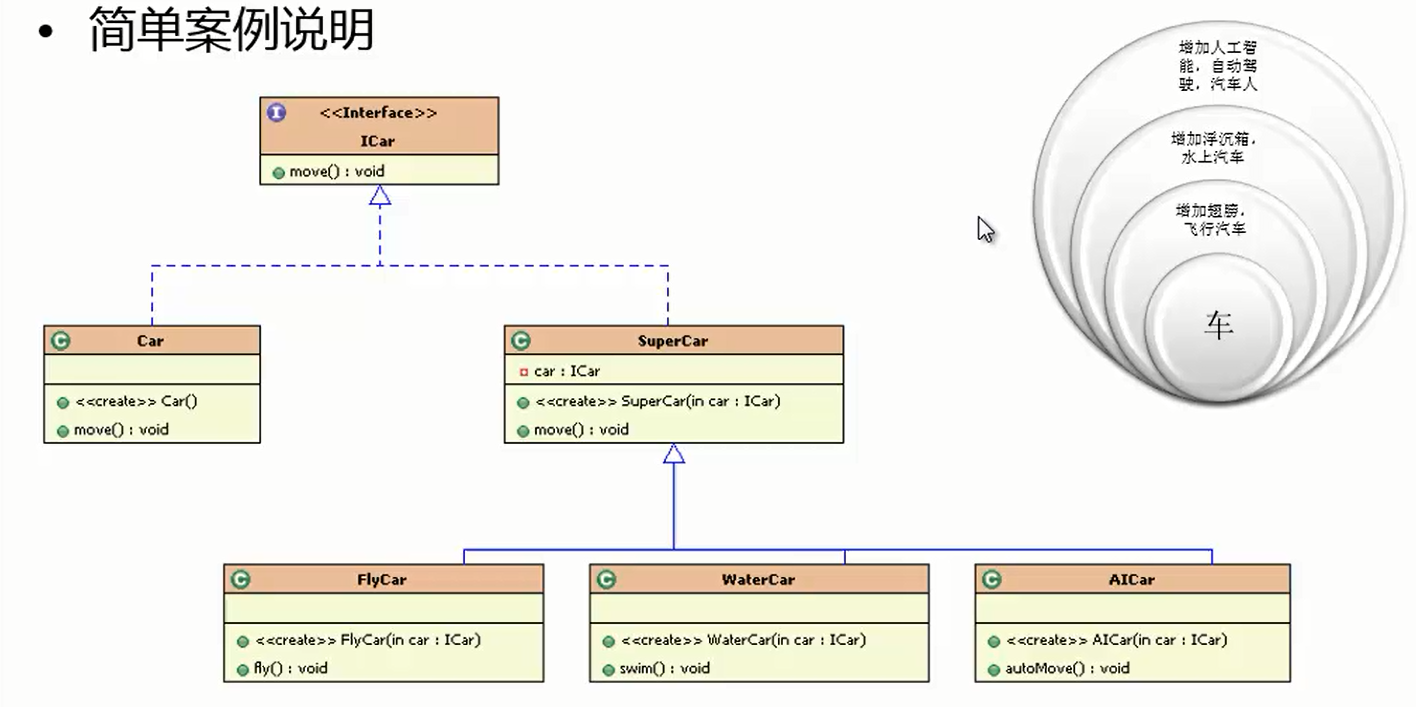 • 简单案例说明
增加人工智
能，自动驾
驶，汽车人
增加浮沉箱，
水上汽车
增加翅膀，
飞行汽车
车
I
<<Interface>>
ICar
move() : void
C
Car
<<create>> Car()
move() : void
C
SuperCar
car : ICar
<<create>> SuperCar(in car : ICar)
move() : void
C
FlyCar
<<create>> FlyCar(in car : ICar)
fly() : void
C
WaterCar
<<create>> WaterCar(in car : ICar)
swim() : void
C
AICar
<<create>> AICar(in car : ICar)
autoMove() : void